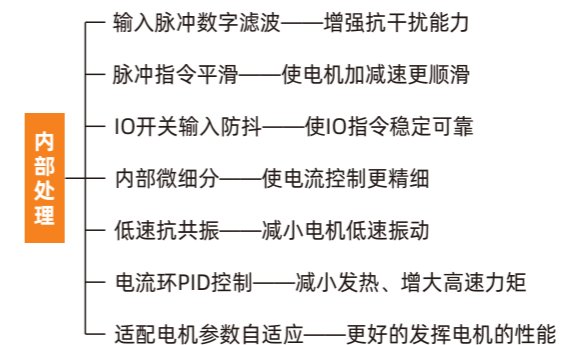 输入脉冲数字滤波——增强抗干扰能力
脉冲指令平滑——使电机加减速更顺滑
IO开关输入防抖——使IO指令稳定可靠
内部处理
内部微细分——使电流控制更精细
低速抗共振——减小电机低速振动
电流环PID控制——减小发热、增大高速力矩
适配电机参数自适应——更好的发挥电机的性能